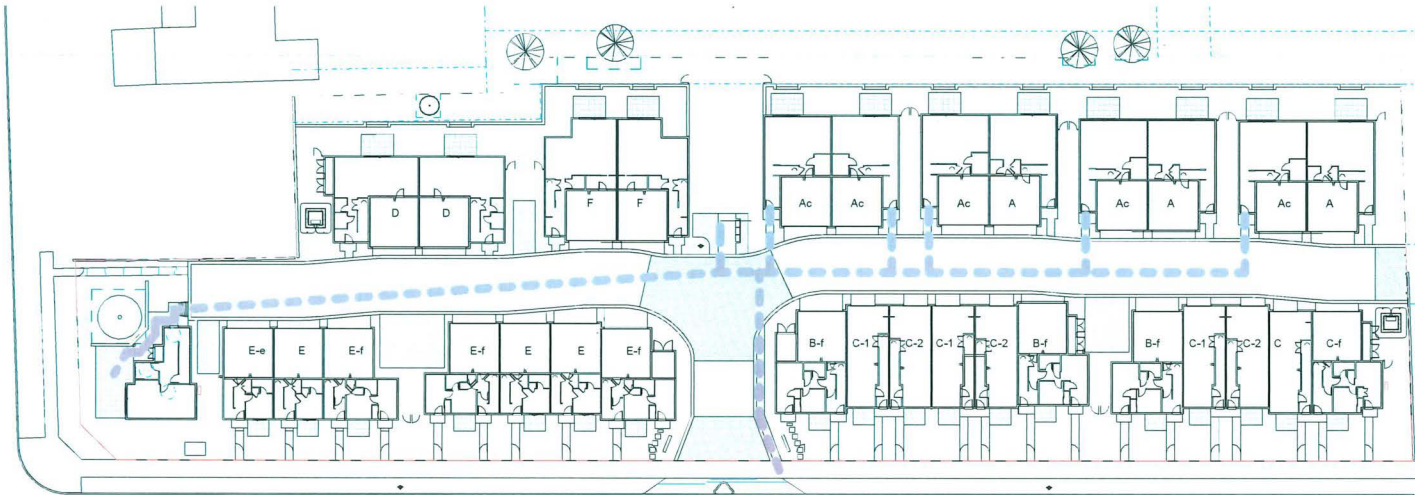 Ac Ac Ac A Ac A Ac A
D D F F
E-e E E-f E-f E E E-f B-f C-1 C-2 C-1 C-2 B-f B-f C-1 C-2 C C-f